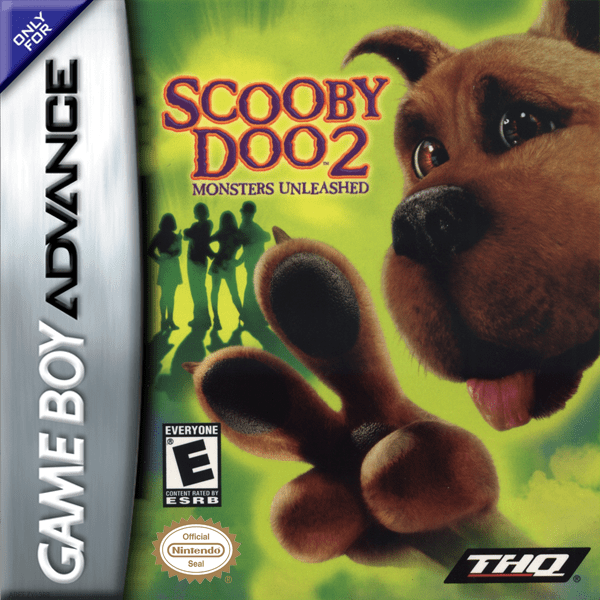 ONLY
FOR
GAME BOY ADVANCE
SCOOBY
DOO 2
TM
MONSTERS UNLEASHED
EVERYONE
E
®
CONTENT RATED BY
ESRB
Official
Nintendo
Seal
®
THQ
®